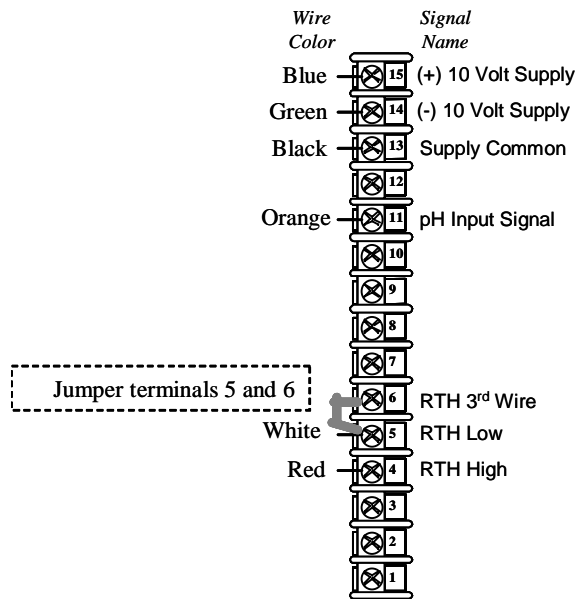 Wire Signal
Color Name
Blue 15 (+) 10 Volt Supply
Green 14 (-) 10 Volt Supply
Black 13 Supply Common
12
Orange 11 pH Input Signal
10
9
8
7
Jumper terminals 5 and 6 6 RTH 3rd Wire
White 5 RTH Low
Red 4 RTH High
3
2
1